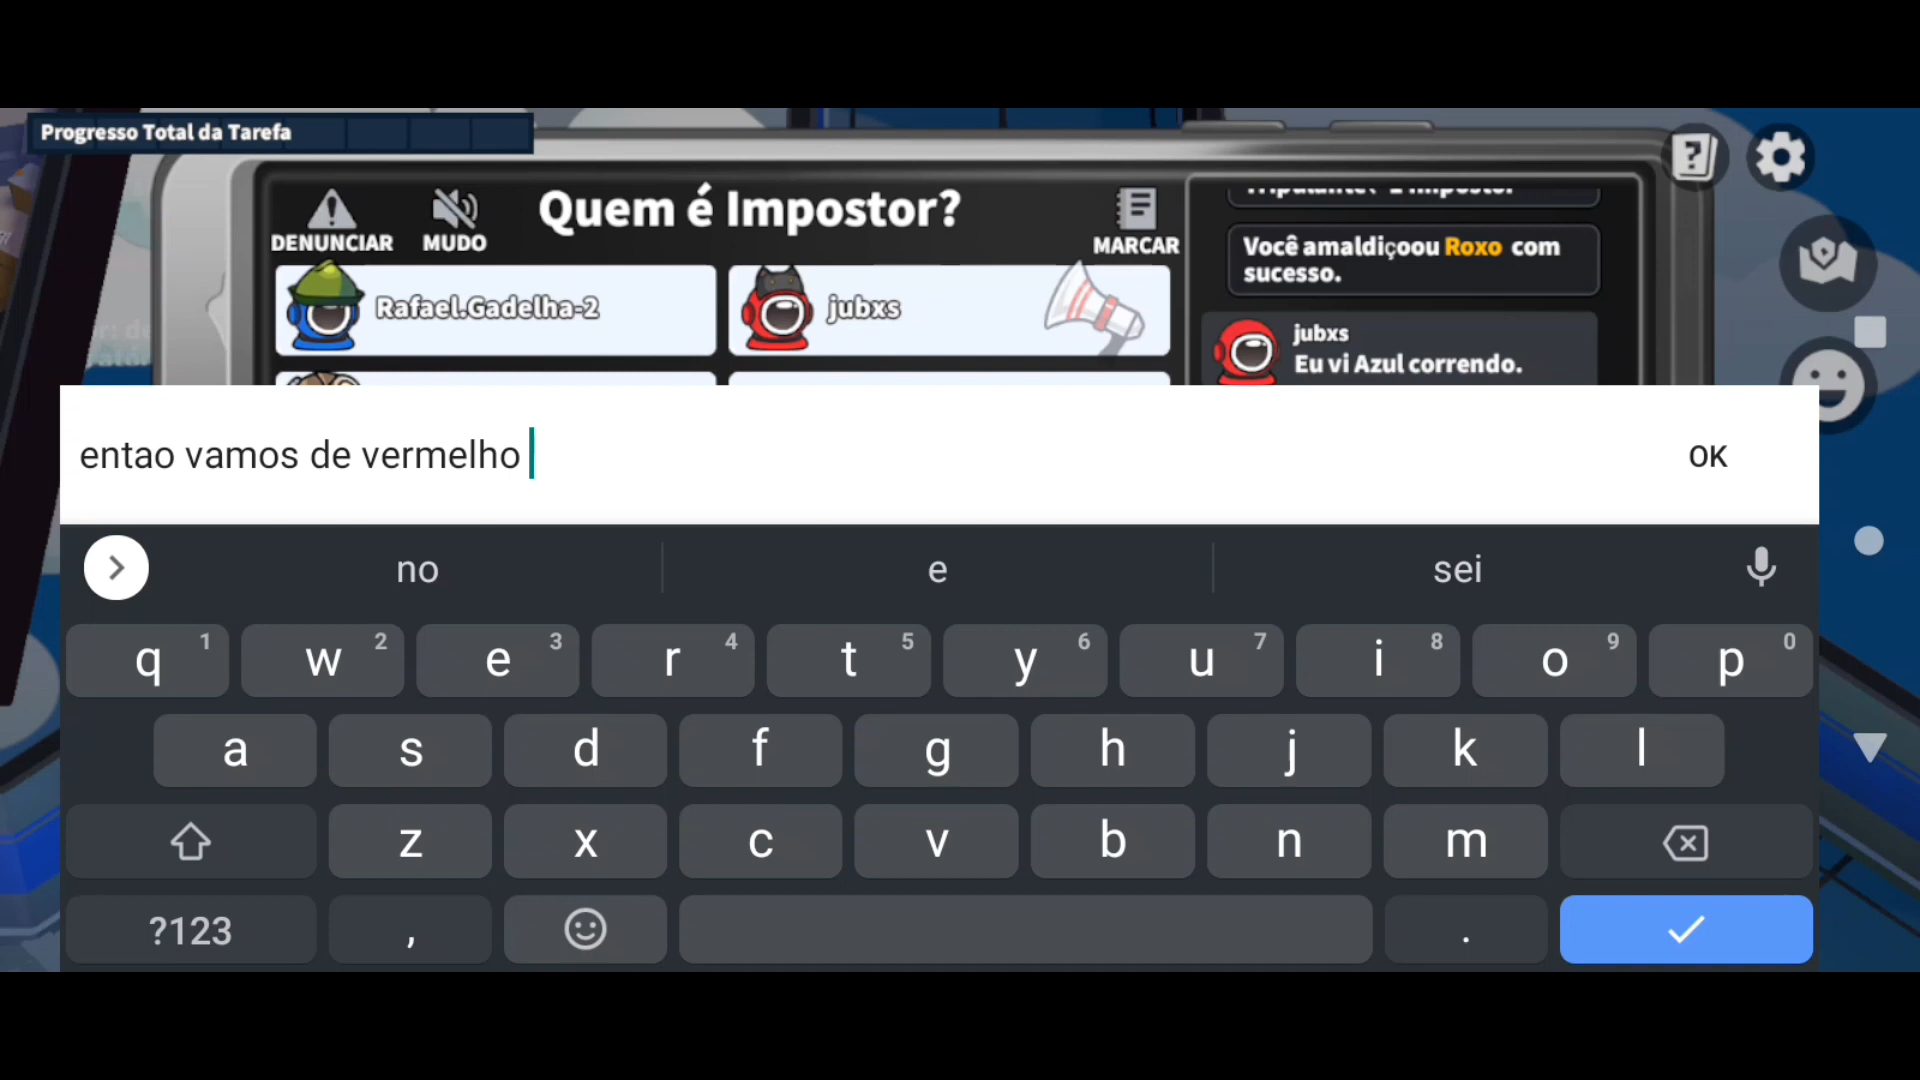 Progresso Total da Tarefa
Quem é Impostor?
DENUNCIAR
MUDO
MARCAR
Rafael.Gadelha-2
jubxs
Você amaldiçoou Roxo com
sucesso.
jubxs
Eu vi Azul correndo.
entao vamos de vermelho
OK
no e sei
q 1 w 2 e 3 r 4 t 5 y 6 u 7 i 8 o 9 p 0
a s d f g h j k l
z x c v b n m
?123 , .